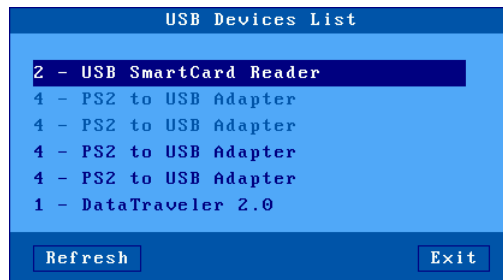 USB Devices List
2 - USB SmartCard Reader
4 - PS2 to USB Adapter
4 - PS2 to USB Adapter
4 - PS2 to USB Adapter
4 - PS2 to USB Adapter
1 - DataTraveler 2.0
Refresh Exit